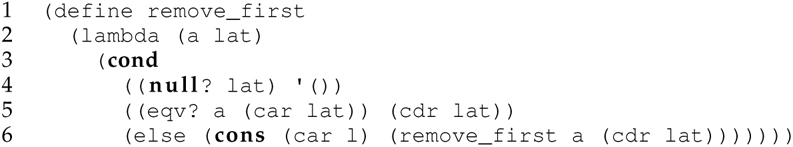 1 (define remove_first
2 (lambda (a lat)
3 (cond
4 ((null? lat) '())
5 ((eqv? a (car lat)) (cdr lat))
6 (else (cons (car l) (remove_first a (cdr lat)))))))